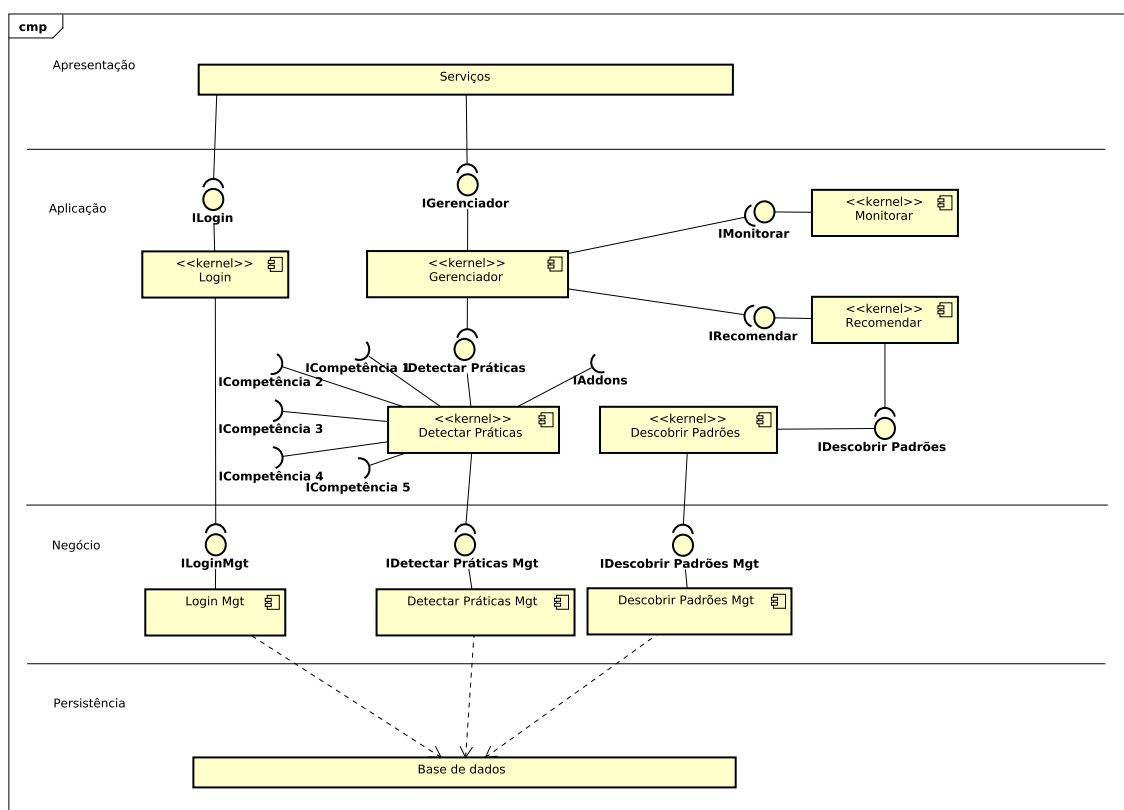 cmp
Apresentação
Serviços
Aplicação
ILogin
IGerenciador
IMonitorar
<<kernel>>
Monitorar
<<kernel>>
Login
<<kernel>>
Gerenciador
<<kernel>>
Recomendar
IRecomendar
ICompetência 1
IDetectar Práticas
ICompetência 2
IAddons
ICompetência 3
<<kernel>>
Detectar Práticas
<<kernel>>
Descobrir Padrões
IDescobrir Padrões
ICompetência 4
ICompetência 5
Negócio
ILoginMgt
IDetectar Práticas Mgt
IDescobrir Padrões Mgt
Login Mgt
Detectar Práticas Mgt
Descobrir Padrões Mgt
Persistência
Base de dados